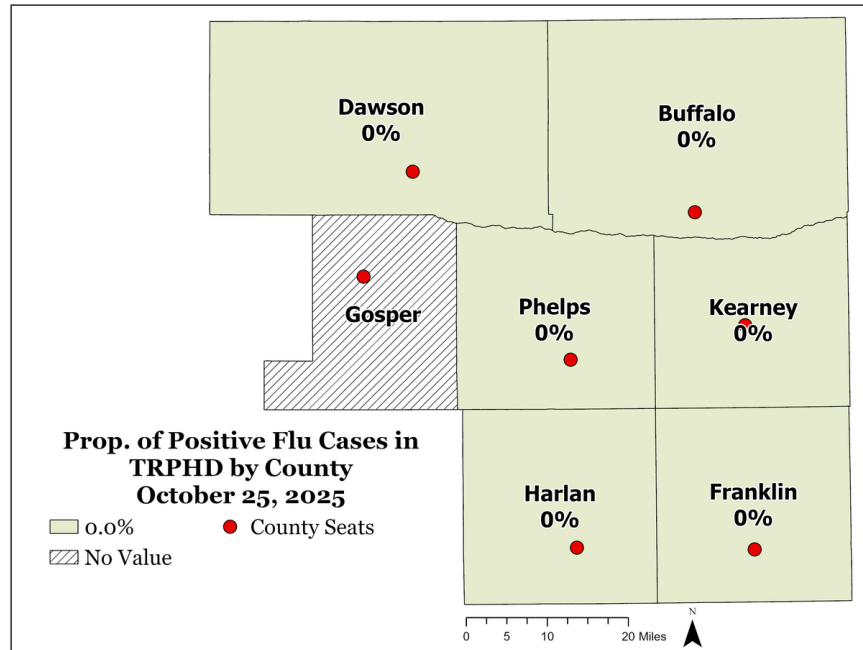 Dawson
0%
Buffalo
0%
Gosper
Phelps
0%
Kearney
0%
Harlan
0%
Franklin
0%
Prop. of Positive Flu Cases in
TRPHD by County
October 25, 2025
0.0%
County Seats
No Value
N
0 5 10 20 Miles